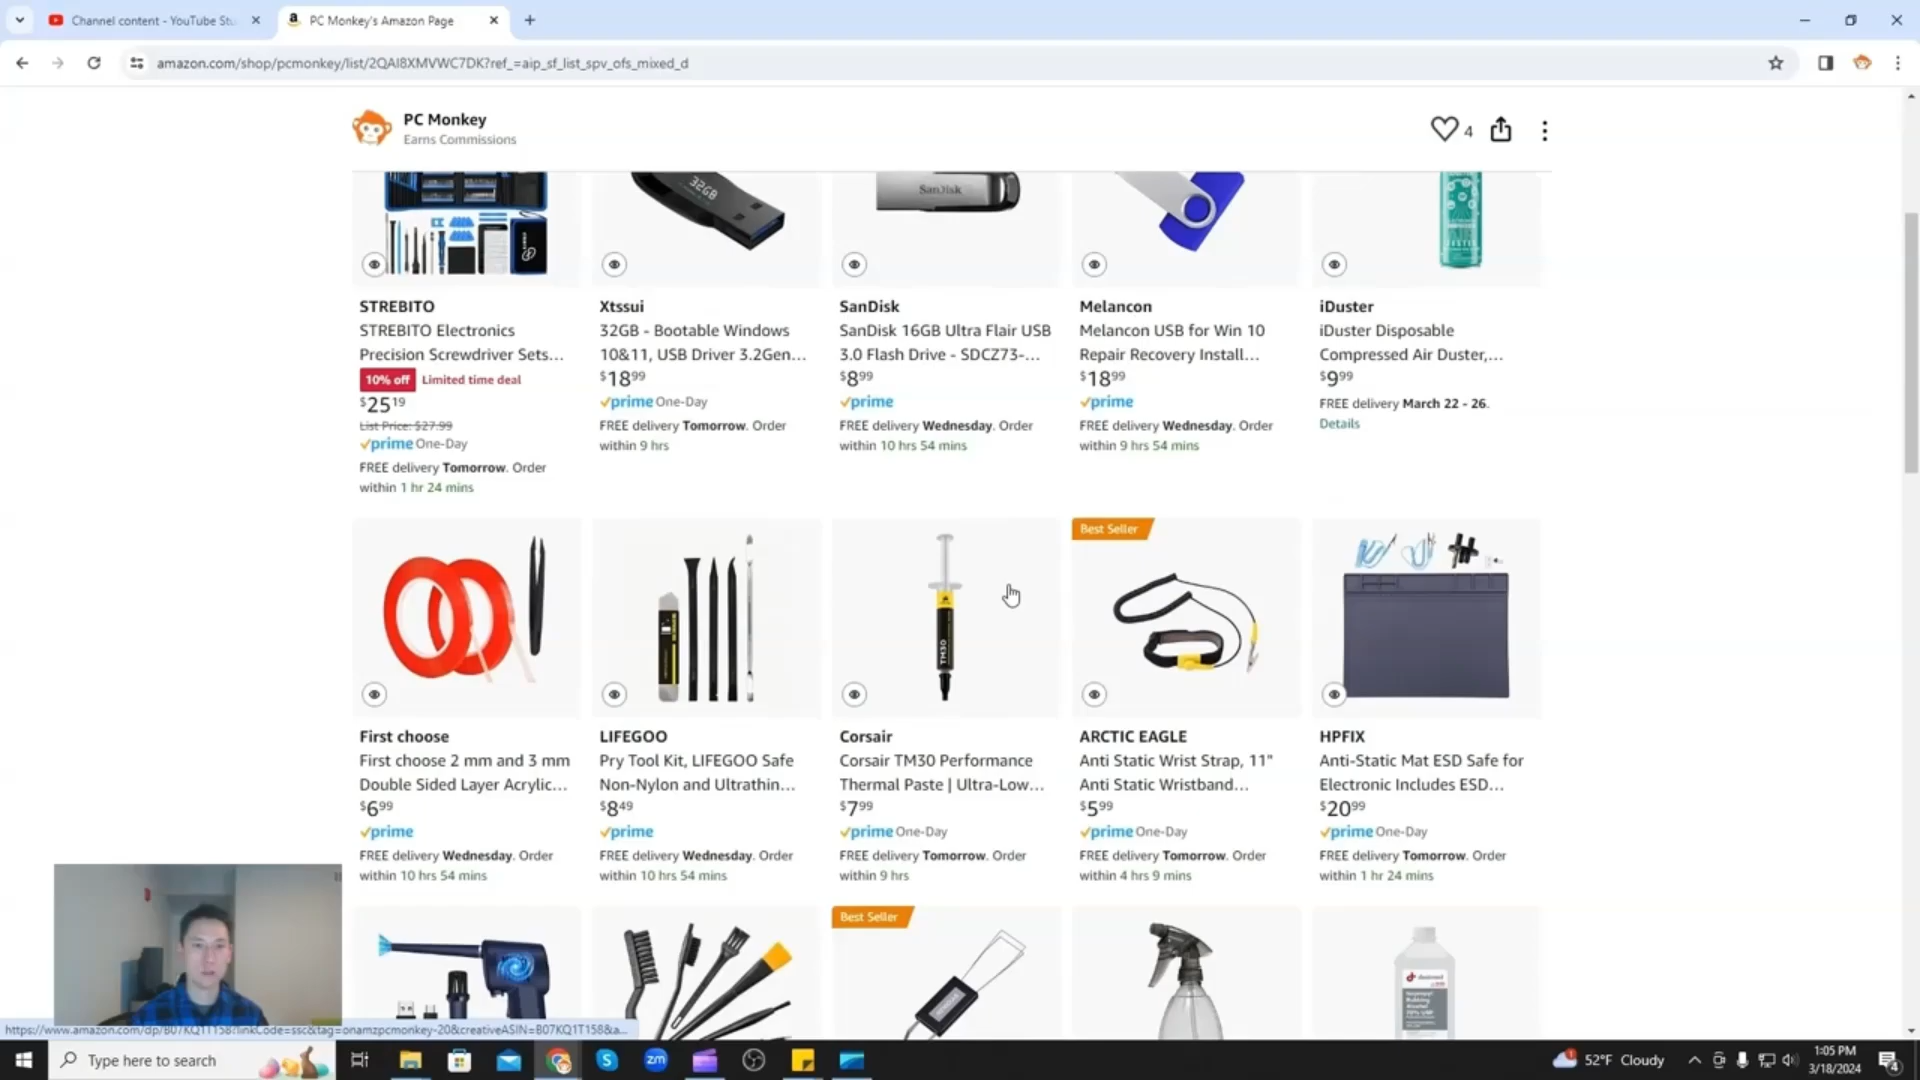 Channel content - YouTube Stu
PC Monkey's Amazon Page
amazon.com/shop/pcmonkey/list/2QAI8XMVWC7DK?ref_=aip_sf_list_spv_ofs_mixed_d
PC Monkey
Earns Commissions
4
32GB
SanDisk
STREBITO
STREBITO Electronics
Precision Screwdriver Sets...
10% off Limited time deal
$25 19
List Price: $27.99
prime One-Day
FREE delivery Tomorrow. Order
within 1 hr 24 mins
Xtssui
32GB - Bootable Windows
10&11, USB Driver 3.2Gen...
$18 99
prime One-Day
FREE delivery Tomorrow. Order
within 9 hrs
SanDisk
SanDisk 16GB Ultra Flair USB
3.0 Flash Drive - SDCZ73-...
$8 99
prime
FREE delivery Wednesday. Order
within 10 hrs 54 mins
Melancon
Melancon USB for Win 10
Repair Recovery Install...
$18 99
prime
FREE delivery Wednesday. Order
within 9 hrs 54 mins
iDuster
iDuster Disposable
Compressed Air Duster,...
$9 99
FREE delivery March 22 - 26.
Details
First choose
First choose 2 mm and 3 mm
Double Sided Layer Acrylic...
$6 99
prime
FREE delivery Wednesday. Order
within 10 hrs 54 mins
LIFEGOO
Pry Tool Kit, LIFEGOO Safe
Non-Nylon and Ultrathin...
$8 49
prime
FREE delivery Wednesday. Order
within 10 hrs 54 mins
TM30
Corsair
Corsair TM30 Performance
Thermal Paste | Ultra-Low...
$7 99
prime One-Day
FREE delivery Tomorrow. Order
within 9 hrs
Best Seller
ARCTIC EAGLE
Anti Static Wrist Strap, 11"
Anti Static Wristband...
$5 99
prime One-Day
FREE delivery Tomorrow. Order
within 4 hrs 9 mins
HPFIX
Anti-Static Mat ESD Safe for
Electronic Includes ESD...
$20 99
prime One-Day
FREE delivery Tomorrow. Order
within 1 hr 24 mins
Best Seller
https://www.amazon.com/dp/B07KQ1T158?linkCode=ssc&tag=onamzpcmonkey-20&creativeASIN=B07KQ1T158&a...
Type here to search
zm
52°F Cloudy
1:05 PM
3/18/2024
4